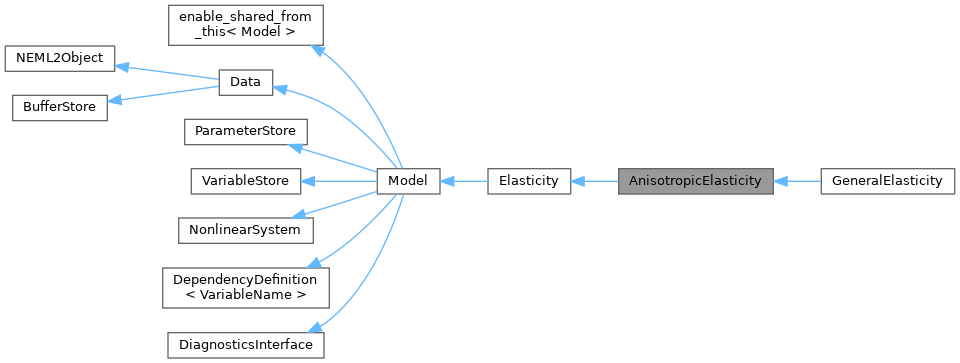 enable_shared_from
_this< Model >
NEML2Object
Data
BufferStore
ParameterStore
VariableStore
Model
Elasticity
AnisotropicElasticity
GeneralElasticity
NonlinearSystem
DependencyDefinition
< VariableName >
DiagnosticsInterface